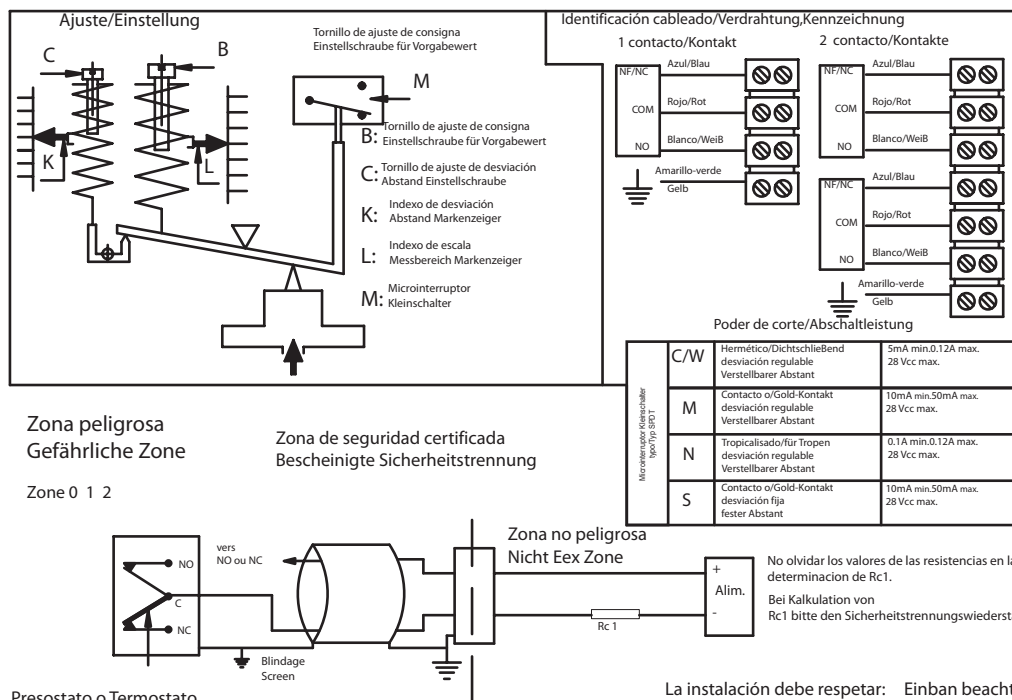 Ajuste/Einstellung
C
B
Tornillo de ajuste de consigna
Einstellschraube für Vorgabewert
M
K
L
B: Tornillo de ajuste de consigna
Einstellschraube für Vorgabewert
C: Tornillo de ajuste de desviación
Abstand Einstellschraube
K: Indexo de desviación
Abstand Markenzeiger
L: Indexo de escala
Messbereich Markenzeiger
M: Microinterruptor
Kleinschalter
Identificación cableado/Verdrahtung,Kennzeichnung
1 contacto/Kontakt
NF/NC
Azul/Blau
COM
Rojo/Rot
NO
Blanco/WeiB
Amarillo-verde
Gelb
2 contacto/Kontakte
NF/NC
Azul/Blau
COM
Rojo/Rot
NO
Blanco/WeiB
NF/NC
Azul/Blau
COM
Rojo/Rot
NO
Blanco/WeiB
Amarillo-verde
Gelb
Poder de corte/Abschaltleistung
Microinterruptor Kleinschalter
typo/Typ SPDT
C/W
Hermético/DichtschlieBend
desviación regulable
Verstellbarer Abstant
5mA min.0.12A max.
28 Vcc max.
M
Contacto o/Gold-Kontakt
desviación regulable
Verstellbarer Abstant
10mA min.50mA max.
28 Vcc max.
N
Tropicalisado/für Tropen
desviación regulable
Verstellbarer Abstant
0.1A min.0.12A max.
28 Vcc max.
S
Contacto o/Gold-Kontakt
desviación fija
fester Abstant
10mA min.50mA max.
28 Vcc max.
Zona peligrosa
Gefährliche Zone
Zone 0 1 2
Zona de seguridad certificada
Bescheinigte Sicherheitstrennung
Zona no peligrosa
Nicht Eex Zone
NO
C
NC
vers
NO ou NC
Blindage
Screen
Rc 1
+
Alim.
-
No olvidar los valores de las resistencias en la
determinacion de Rc1.
Bei Kalkulation von
Rc1 bitte den Sicherheitstrennungswiederst
Presostato o Termostato
La instalación debe respetar: Einban beacht